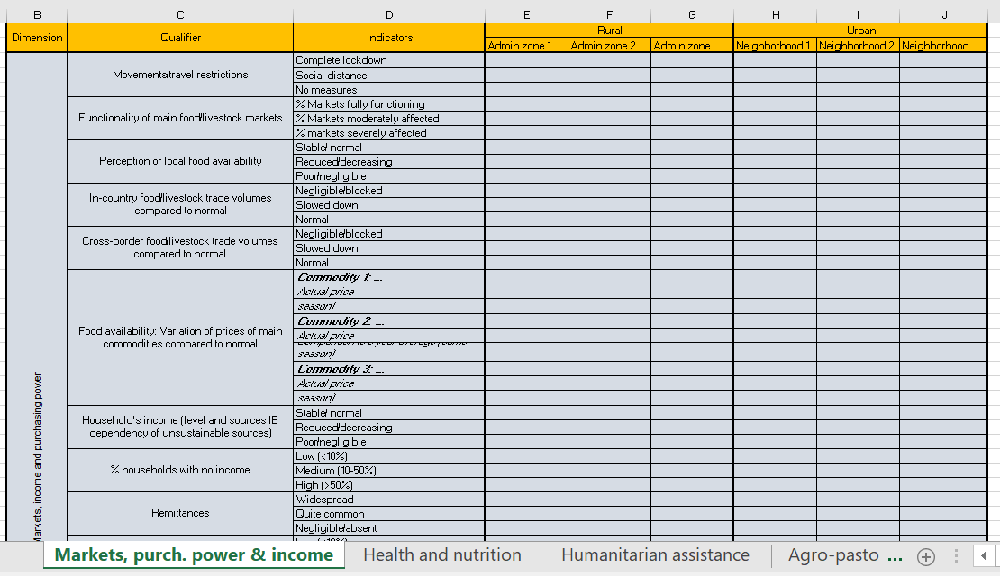 B C D E F G H I J
Dimension Qualifier Indicators Rural Urban
Admin zone 1 Admin zone 2 Admin zone .. Neighborhood 1 Neighborhood 2 Neighborhood ..
Markets, income and purchasing power
Movements/travel restrictions
Complete lockdown
Social distance
No measures
Functionality of main food/livestock markets
% Markets fully functioning
% Markets moderately affected
% markets severely affected
Perception of local food availability
Stable/ normal
Reduced/decreasing
Poor/negligible
In-country food/livestock trade volumes
compared to normal
Negligible/blocked
Slowed down
Normal
Cross-border food/livestock trade volumes
compared to normal
Negligible/blocked
Slowed down
Normal
Food availability: Variation of prices of main
commodities compared to normal
Commodity 1: ...
Actual price
season)
Commodity 2: ...
Actual price
season)
Commodity 3: ...
Actual price
season)
Household's income (level and sources IE
dependency of unsustainable sources)
Stable/ normal
Reduced/decreasing
Poor/negligible
% households with no income
Low (<10%)
Medium (10-50%)
High (>50%)
Remittances
Widespread
Quite common
Negligible/absent
Markets, purch. power & income Health and nutrition Humanitarian assistance Agro-pasto ...